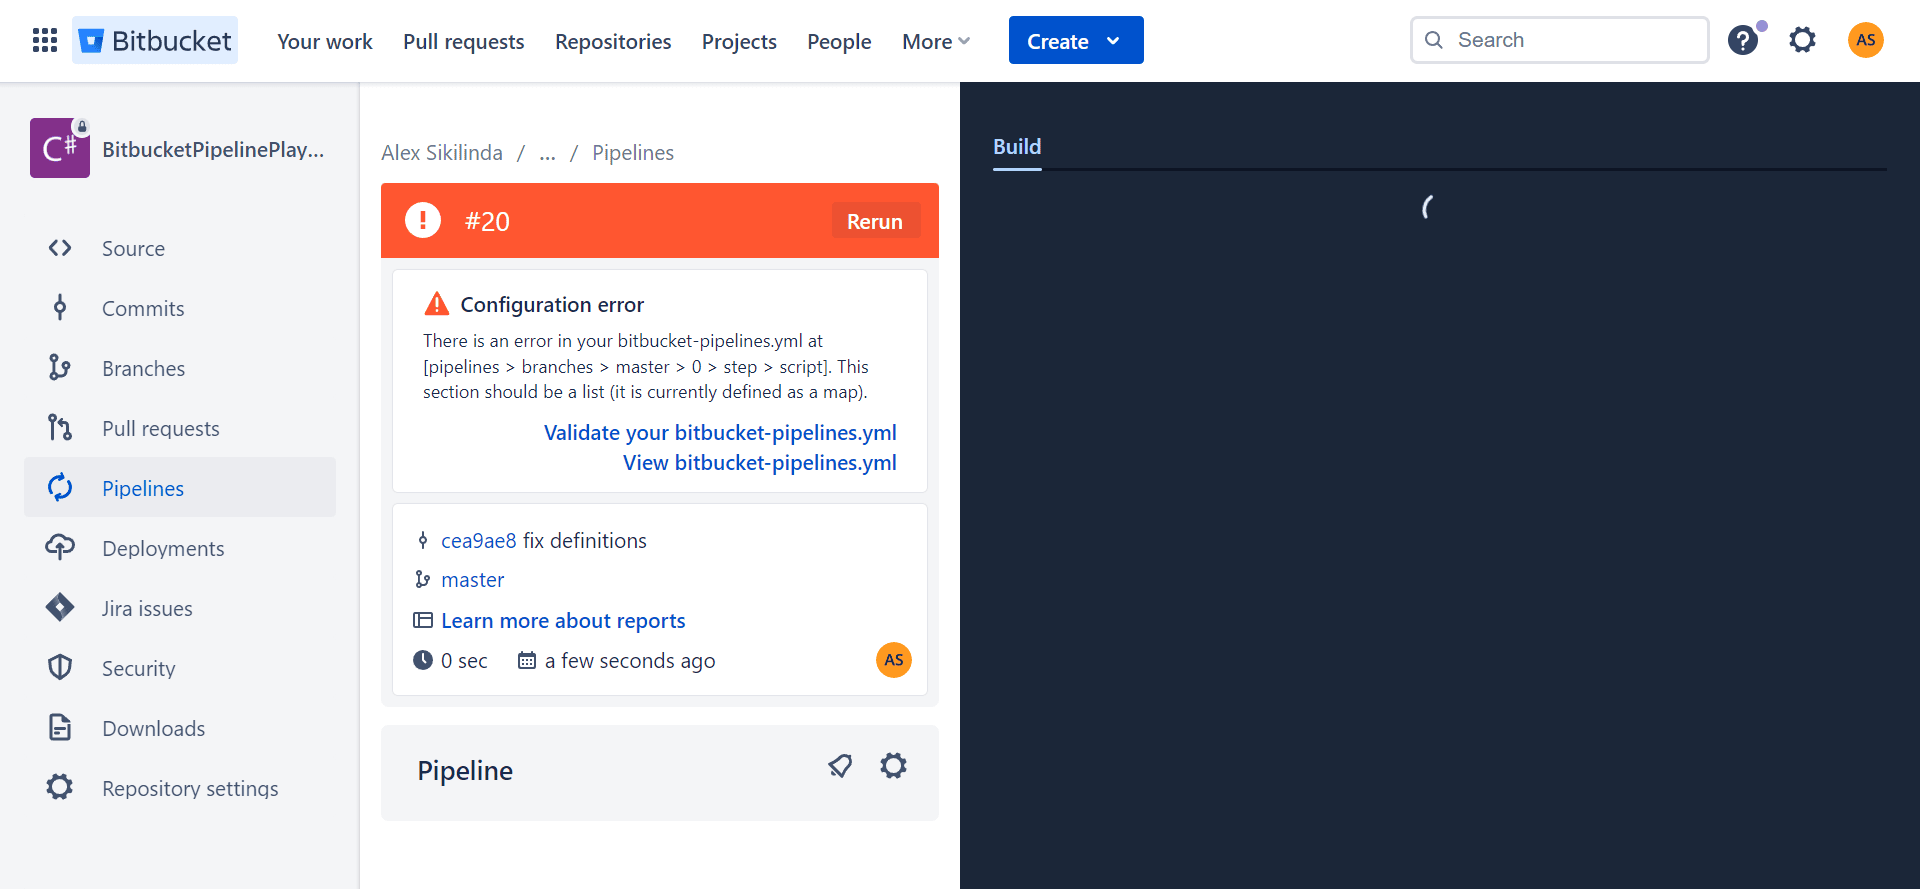 Bitbucket
Your work
Pull requests
Repositories
Projects
People
More
Create
Search
?
AS
C#
BitbucketPipelinePlay...
Source
Commits
Branches
Pull requests
Pipelines
Deployments
Jira issues
Security
Downloads
Repository settings
Alex Sikilinda / ... / Pipelines
#20
Rerun
Configuration error
There is an error in your bitbucket-pipelines.yml at
[pipelines > branches > master > 0 > step > script]. This
section should be a list (it is currently defined as a map).
Validate your bitbucket-pipelines.yml
View bitbucket-pipelines.yml
cea9ae8 fix definitions
master
Learn more about reports
0 sec
a few seconds ago
AS
Pipeline
Build